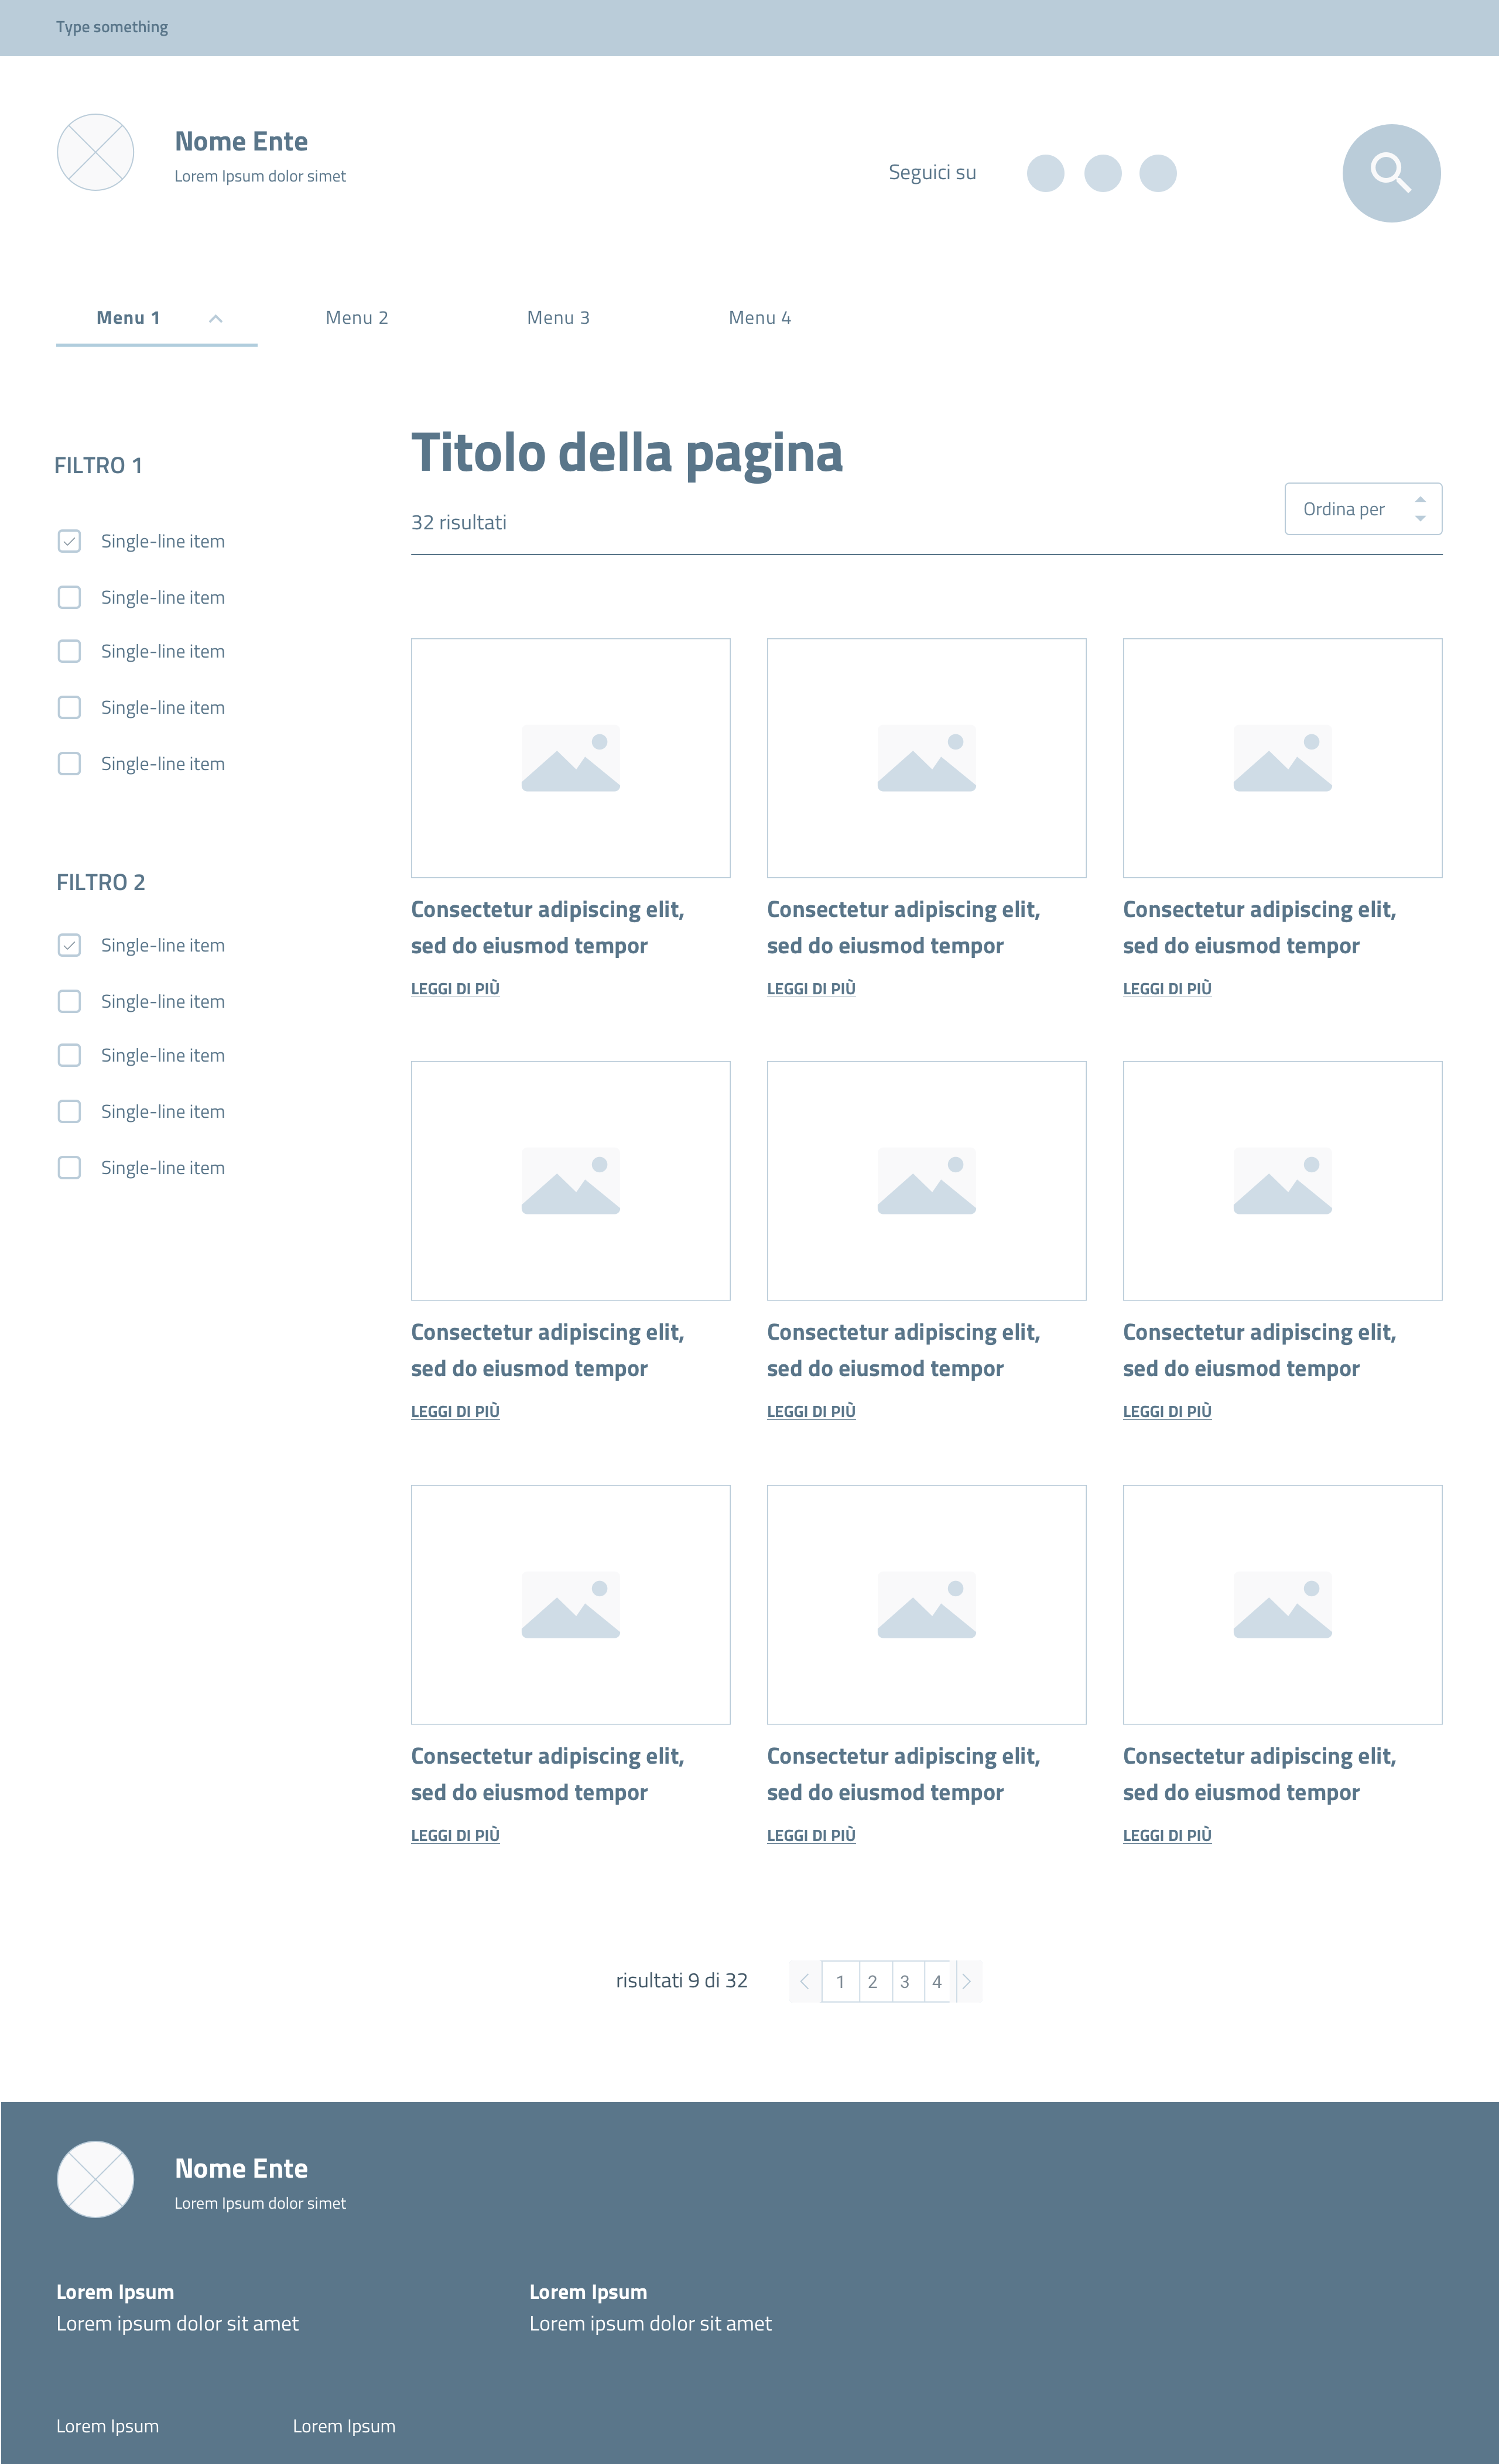 Type something
Nome Ente
Lorem Ipsum dolor simet
Seguici su
Menu 1
Menu 2
Menu 3
Menu 4
FILTRO 1
Single-line item
Single-line item
Single-line item
Single-line item
Single-line item
FILTRO 2
Single-line item
Single-line item
Single-line item
Single-line item
Single-line item
Titolo della pagina
32 risultati
Ordina per
Consectetur adipiscing elit,
sed do eiusmod tempor
LEGGI DI PIÙ
Consectetur adipiscing elit,
sed do eiusmod tempor
LEGGI DI PIÙ
Consectetur adipiscing elit,
sed do eiusmod tempor
LEGGI DI PIÙ
Consectetur adipiscing elit,
sed do eiusmod tempor
LEGGI DI PIÙ
Consectetur adipiscing elit,
sed do eiusmod tempor
LEGGI DI PIÙ
Consectetur adipiscing elit,
sed do eiusmod tempor
LEGGI DI PIÙ
Consectetur adipiscing elit,
sed do eiusmod tempor
LEGGI DI PIÙ
Consectetur adipiscing elit,
sed do eiusmod tempor
LEGGI DI PIÙ
Consectetur adipiscing elit,
sed do eiusmod tempor
LEGGI DI PIÙ
risultati 9 di 32
1 2 3 4
Nome Ente
Lorem Ipsum dolor simet
Lorem Ipsum
Lorem ipsum dolor sit amet
Lorem Ipsum
Lorem ipsum dolor sit amet
Lorem Ipsum
Lorem Ipsum